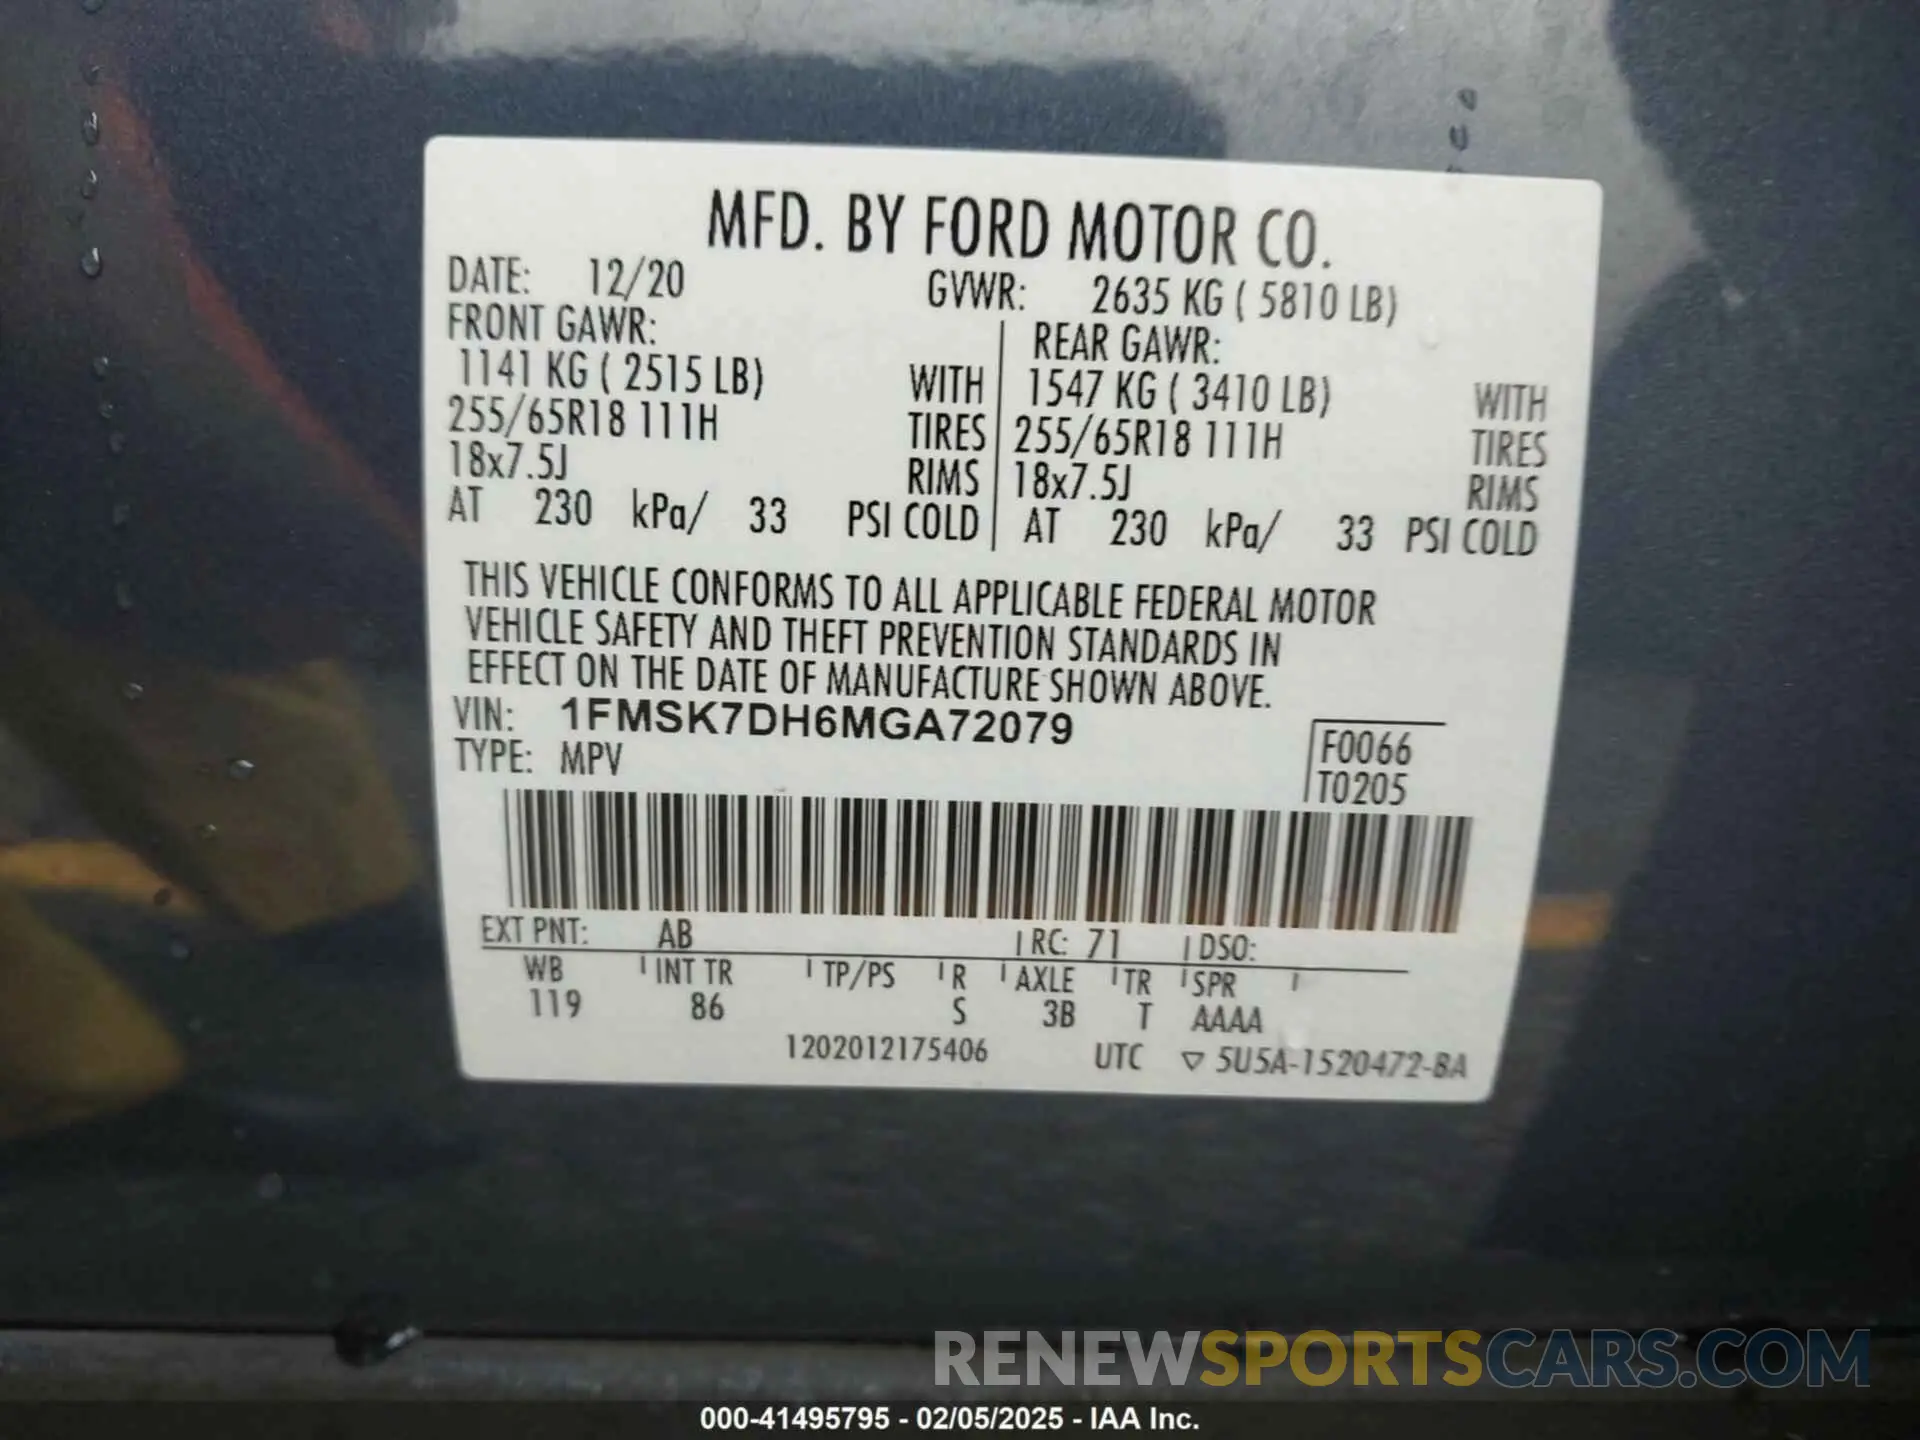 MFD. BY FORD MOTOR CO.
DATE: 12/20 GVWR: 2635 KG ( 5810 LB)
FRONT GAWR: REAR GAWR:
1141 KG ( 2515 LB) WITH 1547 KG ( 3410 LB) WITH
255/65R18 111H TIRES 255/65R18 111H TIRES
18x7.5J RIMS 18x7.5J RIMS
AT 230 kPa/ 33 PSI COLD AT 230 kPa/ 33 PSI COLD
THIS VEHICLE CONFORMS TO ALL APPLICABLE FEDERAL MOTOR
VEHICLE SAFETY AND THEFT PREVENTION STANDARDS IN
EFFECT ON THE DATE OF MANUFACTURE SHOWN ABOVE.
VIN: 1FMSK7DH6MGA72079
TYPE: MPV
F0066
T0205
EXT PNT: AB RC: 71 DSO:
WB INT TR TP/PS R AXLE TR SPR
119 86 S 3B T AAAA
1202012175406 UTC ▽ 5U5A-1520472-BA
RENEWSPORTSCARS.COM
000-41495795 - 02/05/2025 - IAA Inc.